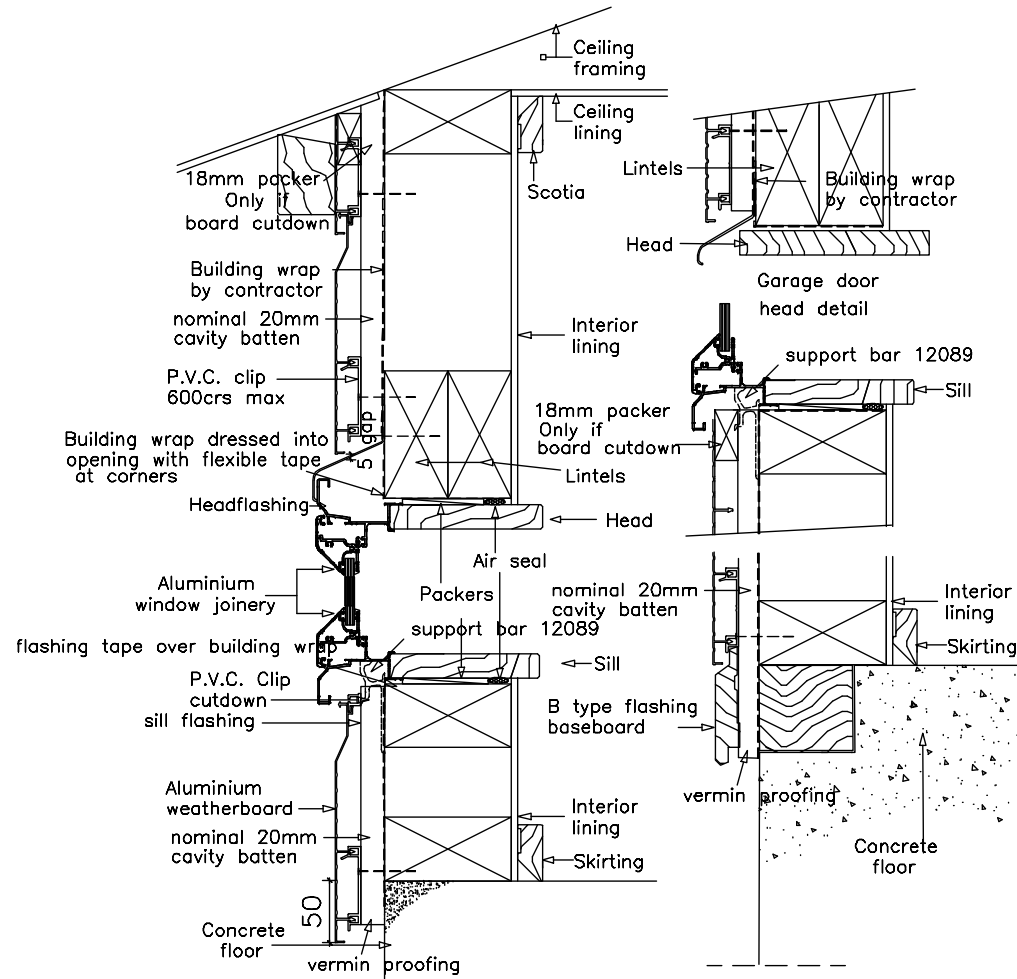 Ceiling
framing
Ceiling
lining
Scotia
18mm packer
Only if
board cutdown
Building wrap
by contractor
nominal 20mm
cavity batten
P.V.C. clip
600crs max
Interior
lining
5 gap
Building wrap dressed into
opening with flexible tape
at corners
Lintels
Headflashing
Head
Air seal
Packers
Aluminium
window joinery
support bar 12089
flashing tape over building wrap
Sill
P.V.C. Clip
cutdown
sill flashing
Aluminium
weatherboard
nominal 20mm
cavity batten
Interior
lining
Skirting
50
Concrete
floor
vermin proofing
Lintels
Building wrap
by contractor
Head
Garage door
head detail
support bar 12089
Sill
18mm packer
Only if
board cutdown
nominal 20mm
cavity batten
Interior
lining
Skirting
B type flashing
baseboard
vermin proofing
Concrete
floor